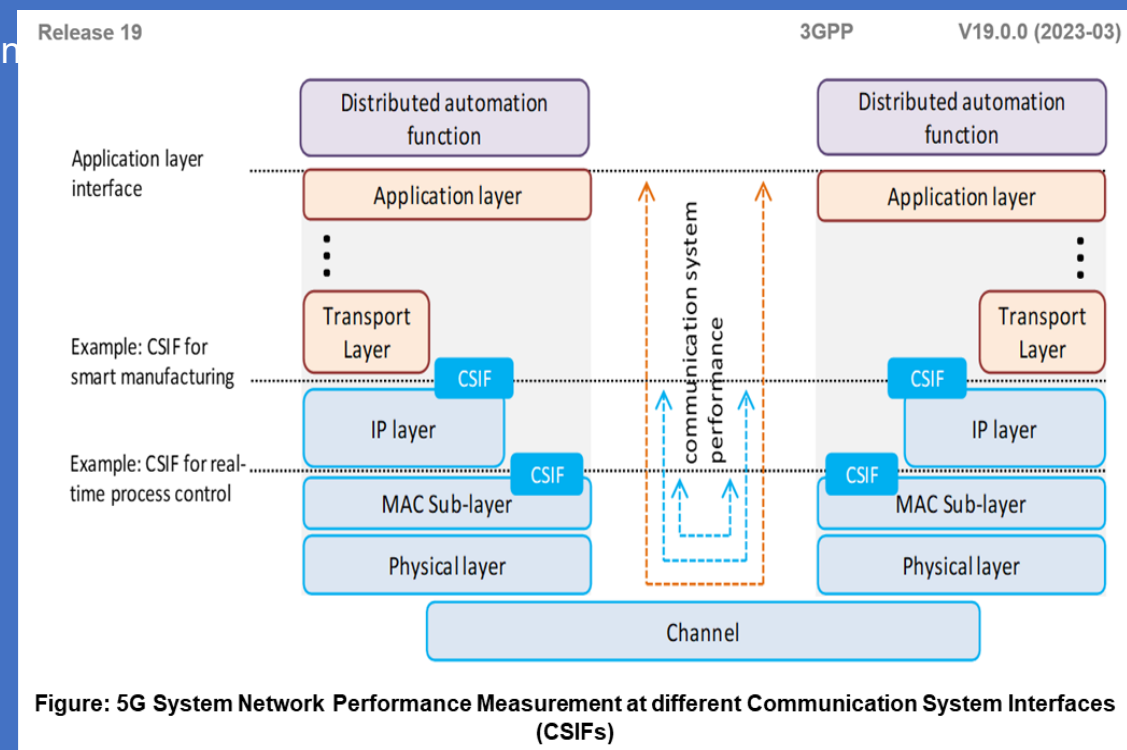 Release 19
3GPP
V19.0.0 (2023-03)
n
Distributed automation
function
Distributed automation
function
Application layer
interface
Application layer
Application layer
communication system
performance
Transport
Layer
Transport
Layer
Example: CSIF for
smart manufacturing
CSIF
CSIF
IP layer
IP layer
Example: CSIF for real-
time process control
CSIF
CSIF
MAC Sub-layer
MAC Sub-layer
Physical layer
Physical layer
Channel
Figure: 5G System Network Performance Measurement at different Communication System Interfaces
(CSIFs)